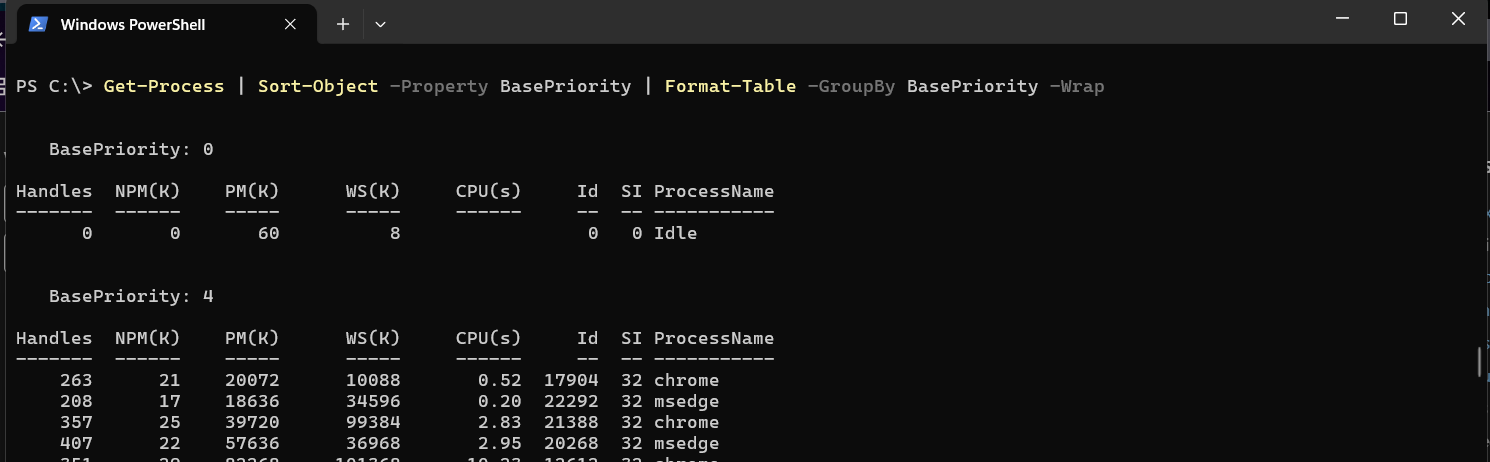 Windows PowerShell
PS C:\> Get-Process | Sort-Object -Property BasePriority | Format-Table -GroupBy BasePriority -Wrap
BasePriority: 0
Handles NPM(K) PM(K) WS(K) CPU(s) Id SI ProcessName
------- ------ ----- ----- ------ -- -- -----------
0 0 60 8 0 0 Idle
BasePriority: 4
Handles NPM(K) PM(K) WS(K) CPU(s) Id SI ProcessName
------- ------ ----- ----- ------ -- -- -----------
263 21 20072 10088 0.52 17904 32 chrome
208 17 18636 34596 0.20 22292 32 msedge
357 25 39720 99384 2.83 21388 32 chrome
407 22 57636 36968 2.95 20268 32 msedge